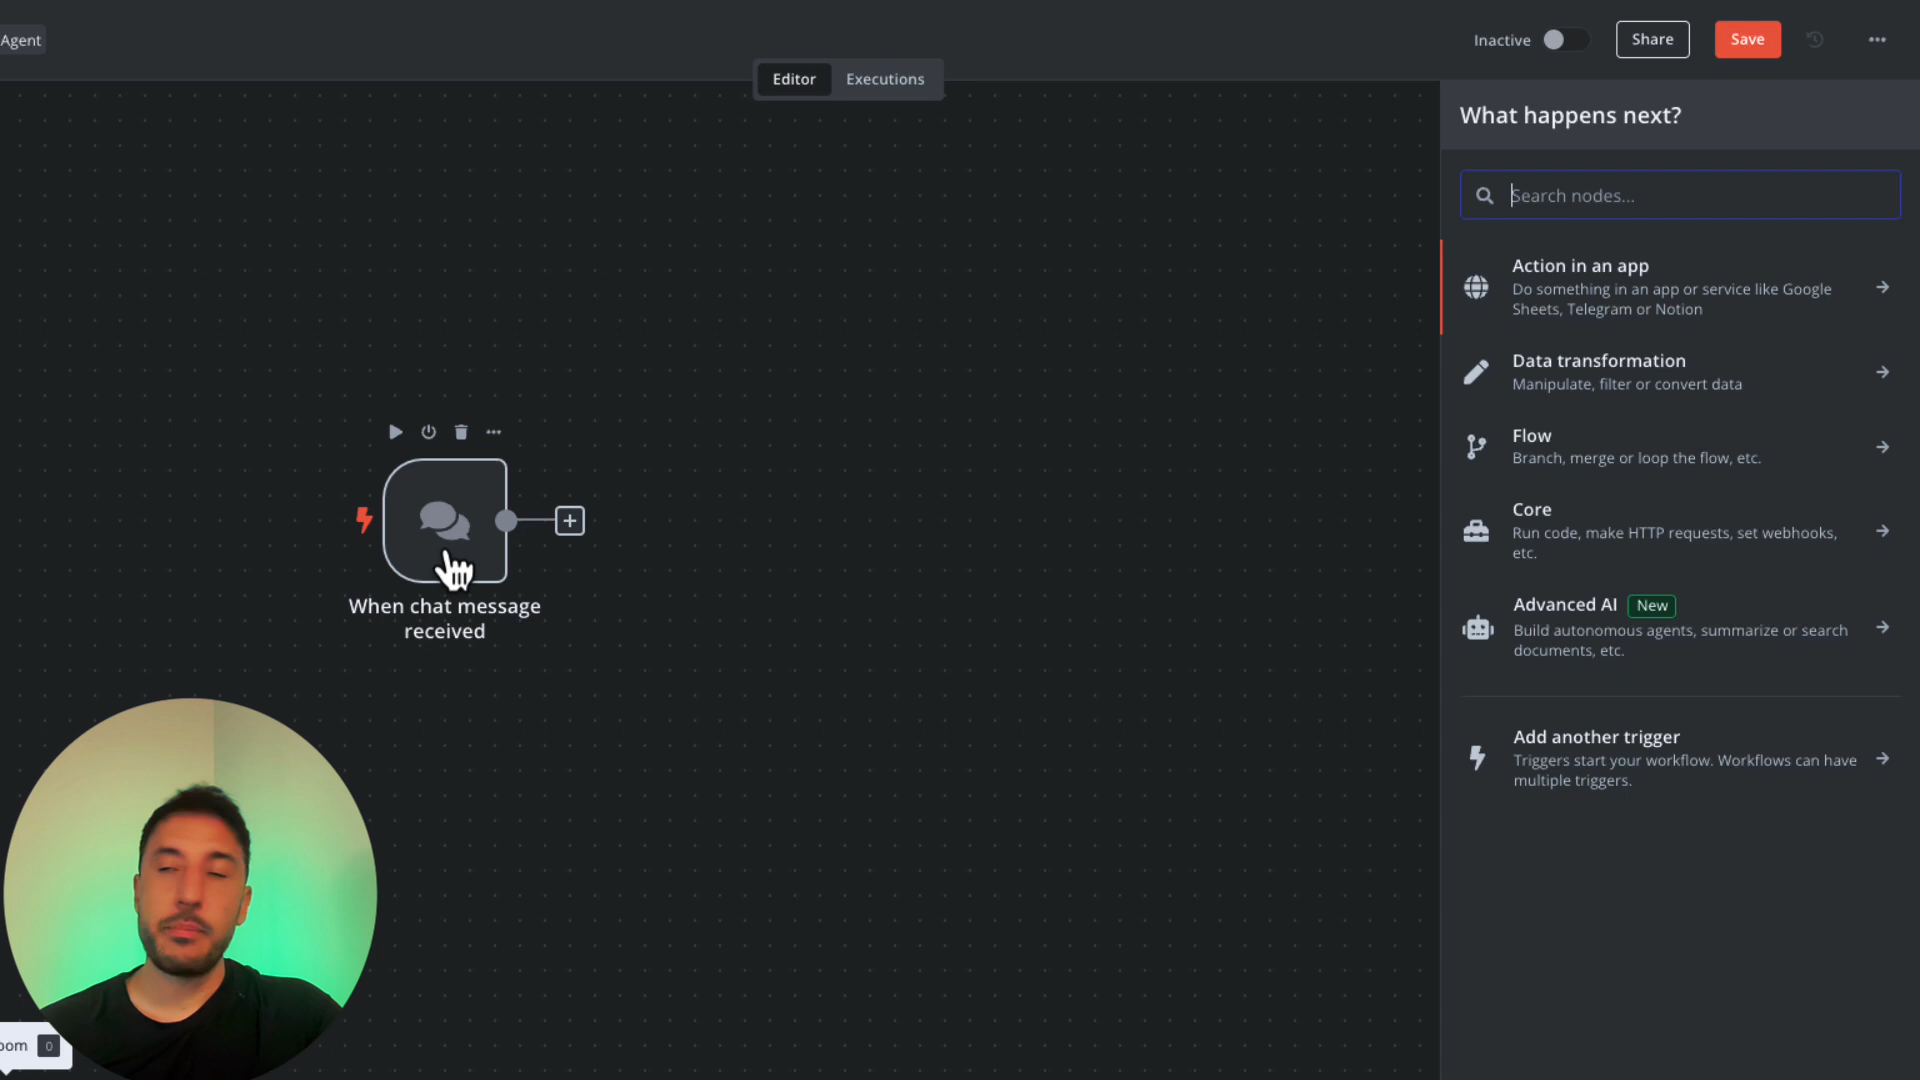 Agent
Inactive
Share
Save
Editor
Executions
What happens next?
Search nodes...
Action in an app
Do something in an app or service like Google
Sheets, Telegram or Notion
Data transformation
Manipulate, filter or convert data
Flow
Branch, merge or loop the flow, etc.
Core
Run code, make HTTP requests, set webhooks,
etc.
Advanced AI New
Build autonomous agents, summarize or search
documents, etc.
Add another trigger
Triggers start your workflow. Workflows can have
multiple triggers.
When chat message
received
oom 0